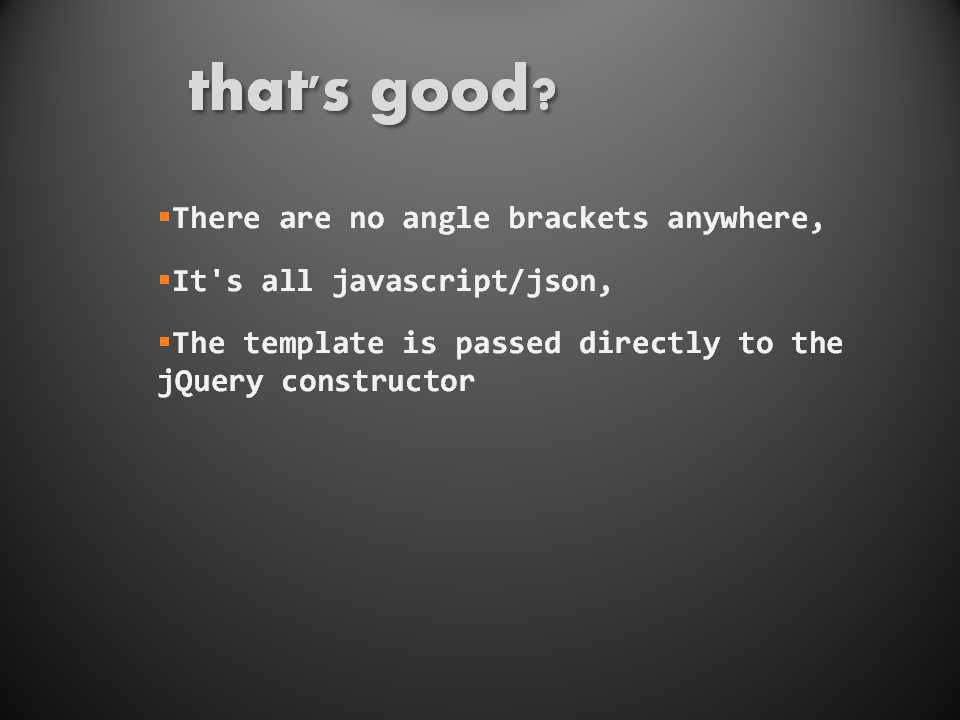 that's good?
▪There are no angle brackets anywhere,
▪It's all javascript/json,
▪The template is passed directly to the
jQuery constructor